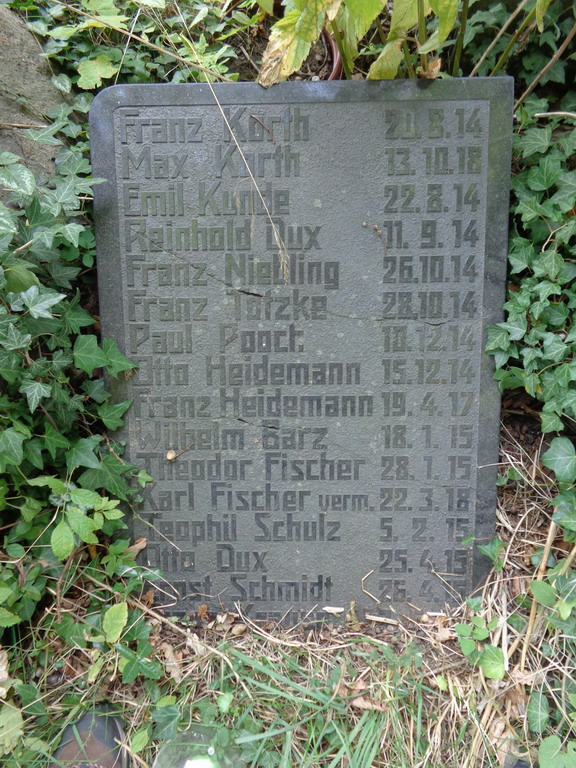 Franz Korth 20.8.14
Max Korth 13.10.18
Emil Kunde 22.8.14
Reinhold Dux 11.9.14
Franz Niehling 26.10.14
Franz Totzke 28.10.14
Paul Pooch 10.12.14
Otto Heidemann 15.12.14
Franz Heidemann 19.4.17
Wilhelm Barz 18.1.15
Theodor Fischer 28.1.15
Karl Fischer verm. 22.3.18
Teophil Schulz 5.2.15
Otto Dux 25.4.15
Schmidt 26.4.